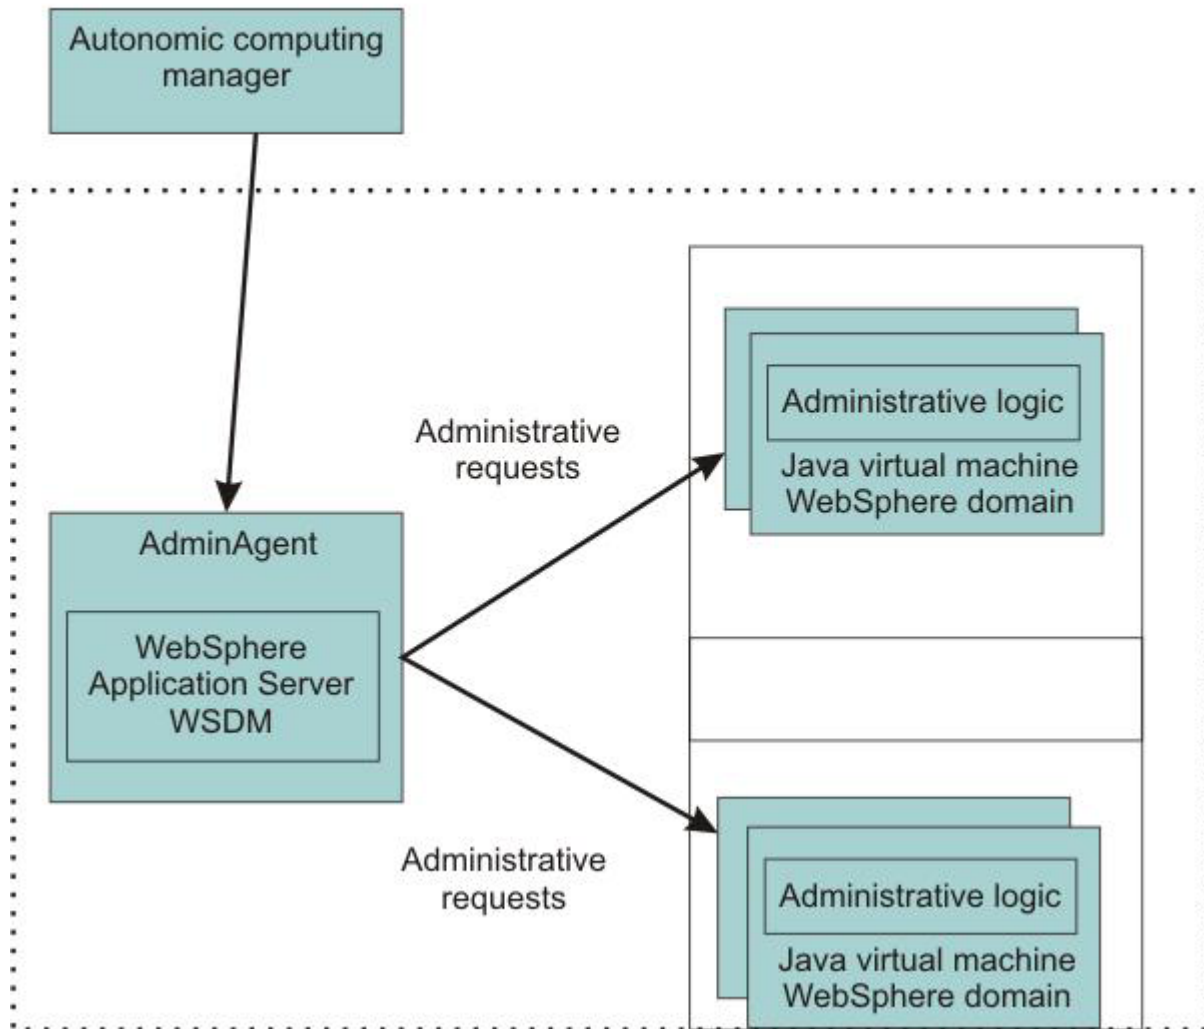 Autonomic computing
manager
Administrative logic
Java virtual machine
WebSphere domain
Administrative
requests
AdminAgent
WebSphere
Application Server
WSDM
Administrative
requests
Administrative logic
Java virtual machine
WebSphere domain